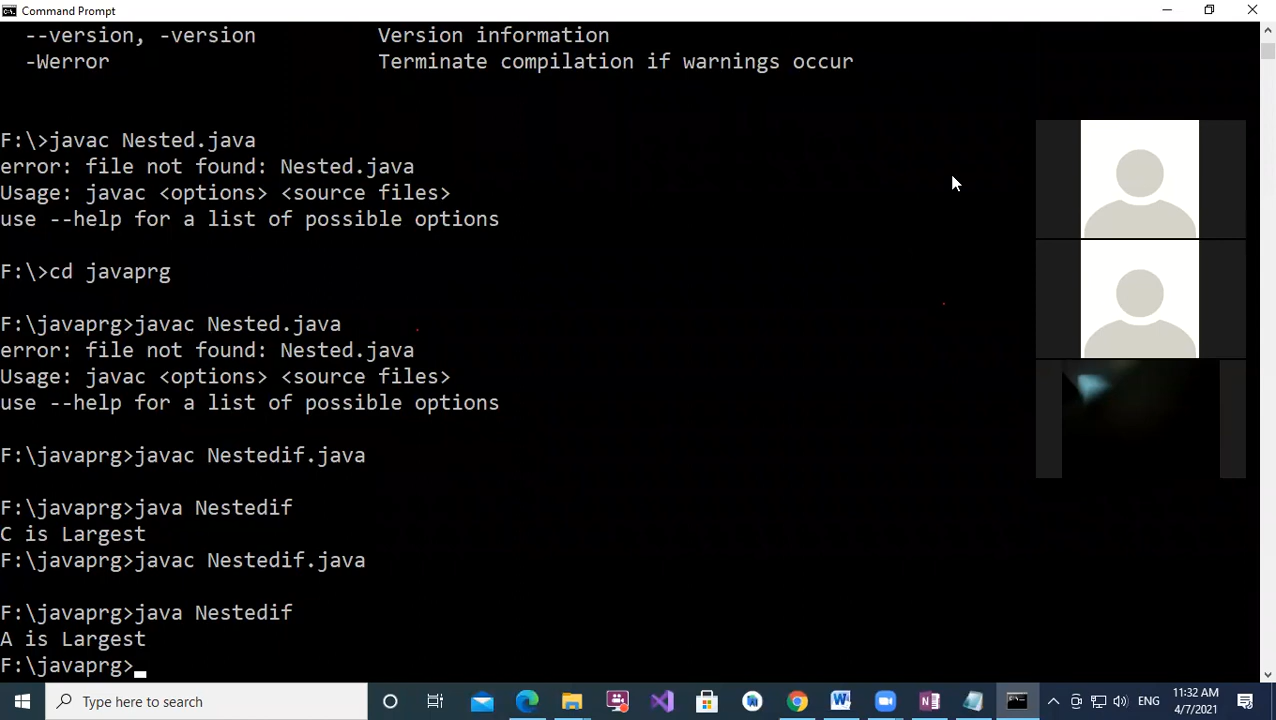 Command Prompt
--version, -version Version information
-Werror Terminate compilation if warnings occur
F:\>javac Nested.java
error: file not found: Nested.java
Usage: javac <options> <source files>
use --help for a list of possible options
F:\>cd javaprg
F:\javaprg>javac Nested.java
error: file not found: Nested.java
Usage: javac <options> <source files>
use --help for a list of possible options
F:\javaprg>javac Nestedif.java
F:\javaprg>java Nestedif
C is Largest
F:\javaprg>javac Nestedif.java
F:\javaprg>java Nestedif
A is Largest
F:\javaprg>
Type here to search
ENG
11:32 AM
4/7/2021